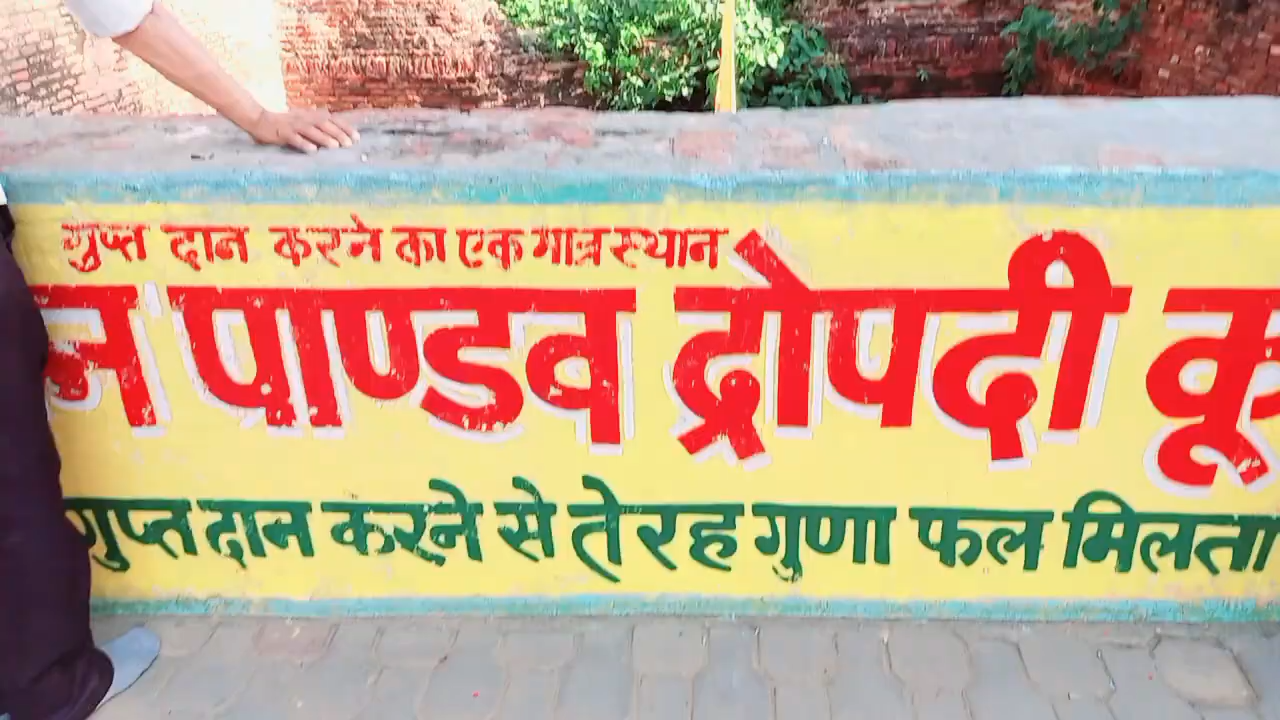 गुप्त दान करने का एक मात्र स्थान
पाण्डव द्रोपदी
गुप्त दान करने से तेरह गुणा फल मिलता